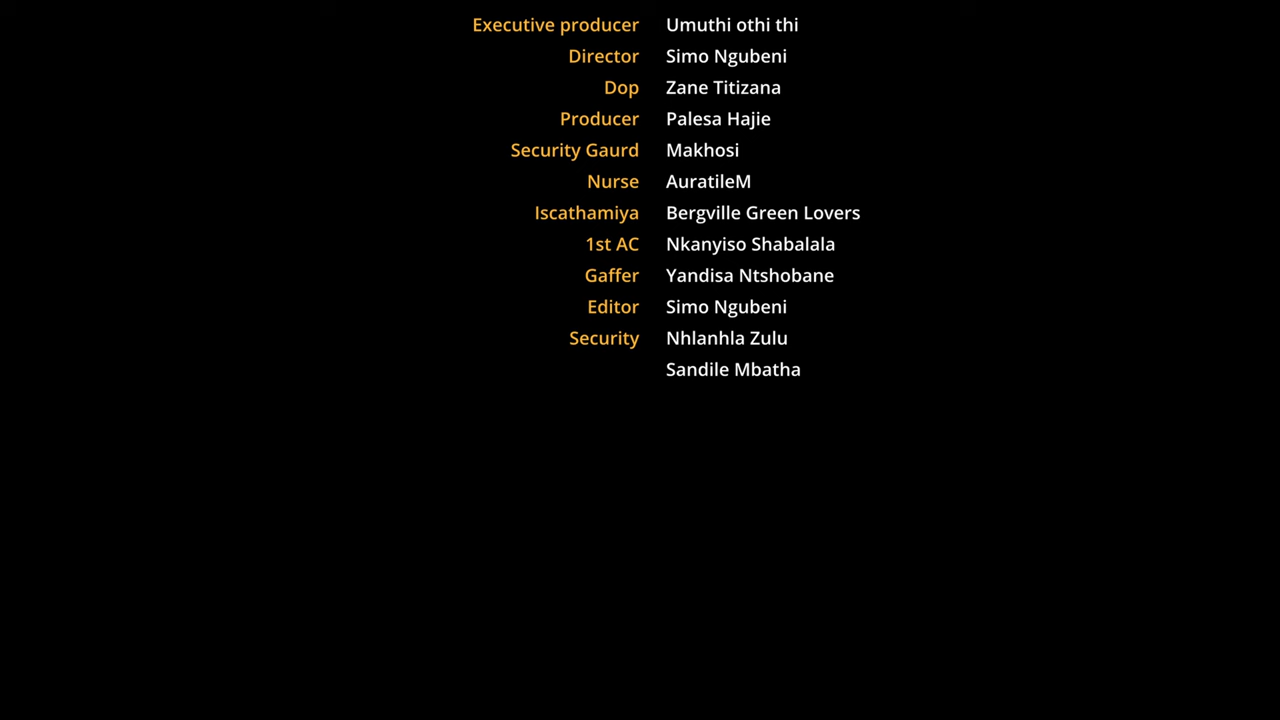 Executive producer Umuthi othi thi
Director Simo Ngubeni
Dop Zane Titizana
Producer Palesa Hajie
Security Gaurd Makhosi
Nurse AuratileM
Iscathamiya Bergville Green Lovers
1st AC Nkanyiso Shabalala
Gaffer Yandisa Ntshobane
Editor Simo Ngubeni
Security Nhlanhla Zulu
Sandile Mbatha